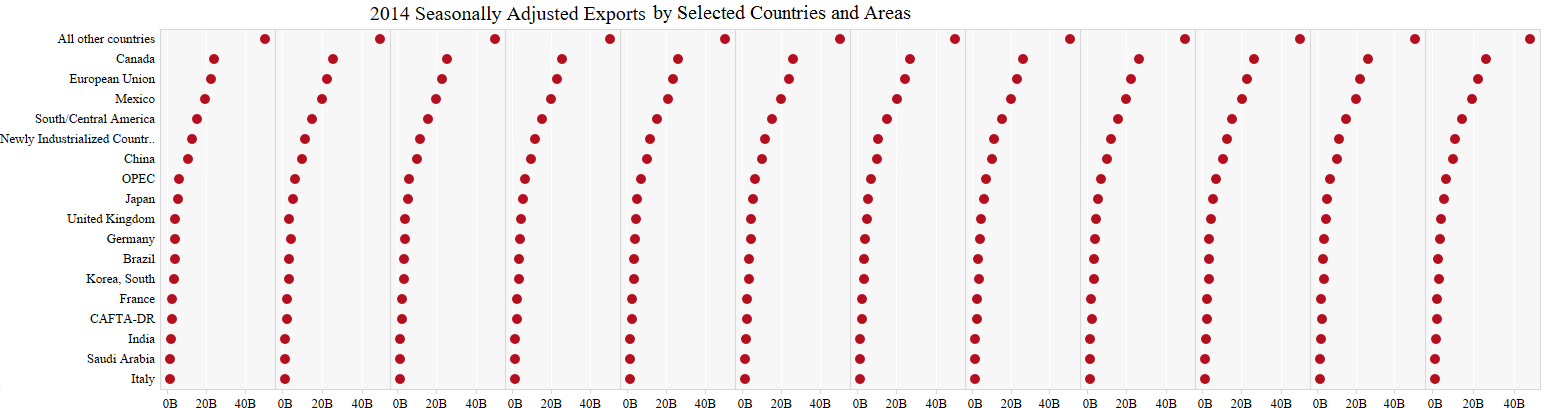 2014 Seasonally Adjusted Exports by Selected Countries and Areas
All other countries
Canada
European Union
Mexico
South/Central America
Newly Industrialized Countr..
China
OPEC
Japan
United Kingdom
Germany
Brazil
Korea, South
France
CAFTA-DR
India
Saudi Arabia
Italy
0B 20B 40B 0B 20B 40B 0B 20B 40B 0B 20B 40B 0B 20B 40B 0B 20B 40B 0B 20B 40B 0B 20B 40B 0B 20B 40B 0B 20B 40B 0B 20B 40B 0B 20B 40B